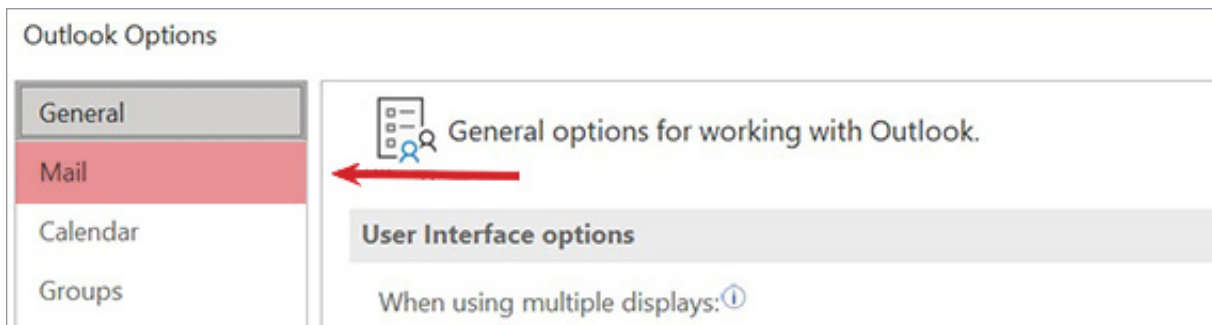 Outlook Options
General
Mail
Calendar
Groups
General options for working with Outlook.
User Interface options
When using multiple displays: